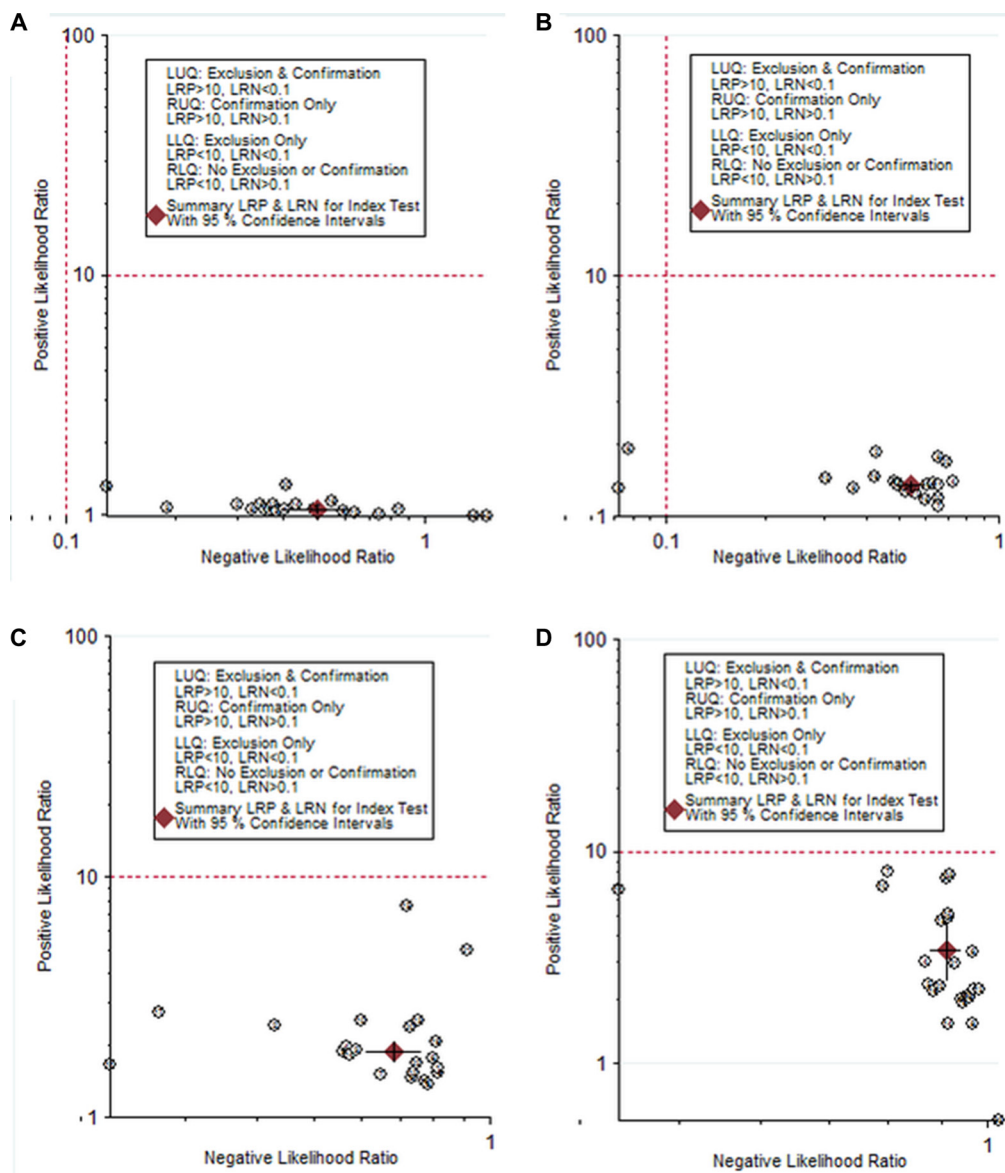 A
100
LUQ: Exclusion & Confirmation
LRP>10, LRN<0.1
RUQ: Confirmation Only
LRP>10, LRN>0.1
LLQ: Exclusion Only
LRP<10, LRN<0.1
RLQ: No Exclusion or Confirmation
LRP<10, LRN>0.1
Summary LRP & LRN for Index Test
With 95 % Confidence Intervals
Positive Likelihood Ratio
10
1
0.1
1
Negative Likelihood Ratio
B
100
LUQ: Exclusion & Confirmation
LRP>10, LRN<0.1
RUQ: Confirmation Only
LRP>10, LRN>0.1
LLQ: Exclusion Only
LRP<10, LRN<0.1
RLQ: No Exclusion or Confirmation
LRP<10, LRN>0.1
Summary LRP & LRN for Index Test
With 95 % Confidence Intervals
Positive Likelihood Ratio
10
1
0.1
1
Negative Likelihood Ratio
C
100
LUQ: Exclusion & Confirmation
LRP>10, LRN<0.1
RUQ: Confirmation Only
LRP>10, LRN>0.1
LLQ: Exclusion Only
LRP<10, LRN<0.1
RLQ: No Exclusion or Confirmation
LRP<10, LRN>0.1
Summary LRP & LRN for Index Test
With 95 % Confidence Intervals
Positive Likelihood Ratio
10
1
1
Negative Likelihood Ratio
D
100
LUQ: Exclusion & Confirmation
LRP>10, LRN<0.1
RUQ: Confirmation Only
LRP>10, LRN>0.1
LLQ: Exclusion Only
LRP<10, LRN<0.1
RLQ: No Exclusion or Confirmation
LRP<10, LRN>0.1
Summary LRP & LRN for Index Test
With 95 % Confidence Intervals
Positive Likelihood Ratio
10
1
1
Negative Likelihood Ratio